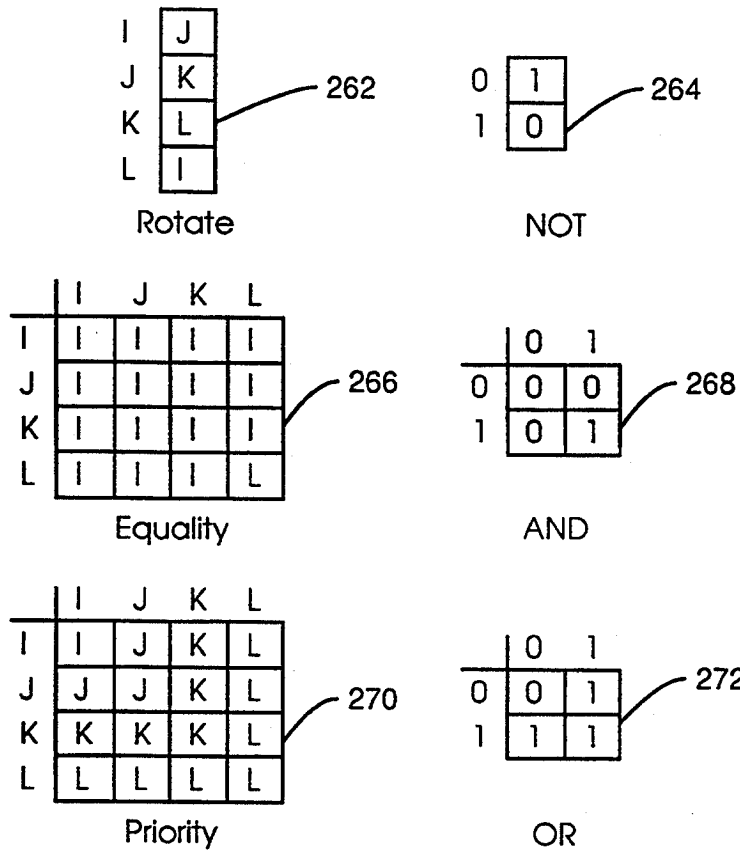 I J
J K 262
K L
L I
Rotate
0 1 264
1 0
NOT
I J K L
I I I I I
J I I I I 266
K I I I I
L I I I L
Equality
0 1
0 0 0 268
1 0 1
AND
I J K L
I I J K L
J J J K L 270
K K K K L
L L L L L
Priority
0 1
0 0 1 272
1 1 1
OR